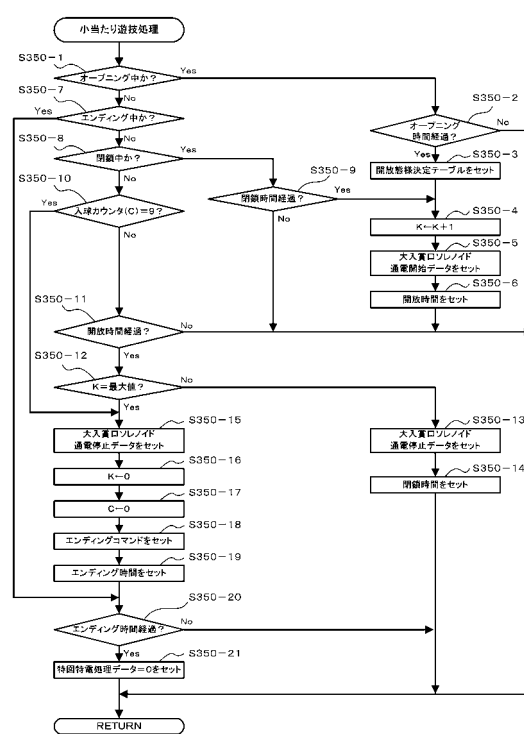 小当たり遊技処理
S350-1
オープニング中か?
Yes
No
S350-7
エンディング中か?
Yes
No
S350-2
オープニング
時間経過?
No
Yes
S350-8
閉鎖中か?
Yes
No
S350-3
開放態様決定テーブルをセット
S350-9
閉鎖時間経過?
Yes
No
S350-10
入球カウンタ(C)=9?
Yes
No
S350-4
K←K+1
S350-5
大入賞口ソレノイド
通電開始データをセット
S350-6
開放時間をセット
S350-11
開放時間経過?
No
Yes
S350-12
K=最大値?
No
Yes
S350-15
大入賞口ソレノイド
通電停止データをセット
S350-13
大入賞口ソレノイド
通電停止データをセット
S350-16
K←0
S350-14
閉鎖時間をセット
S350-17
C←0
S350-18
エンディングコマンドをセット
S350-19
エンディング時間をセット
S350-20
エンディング時間経過?
No
Yes
S350-21
特図特電処理データ=0をセット
RETURN